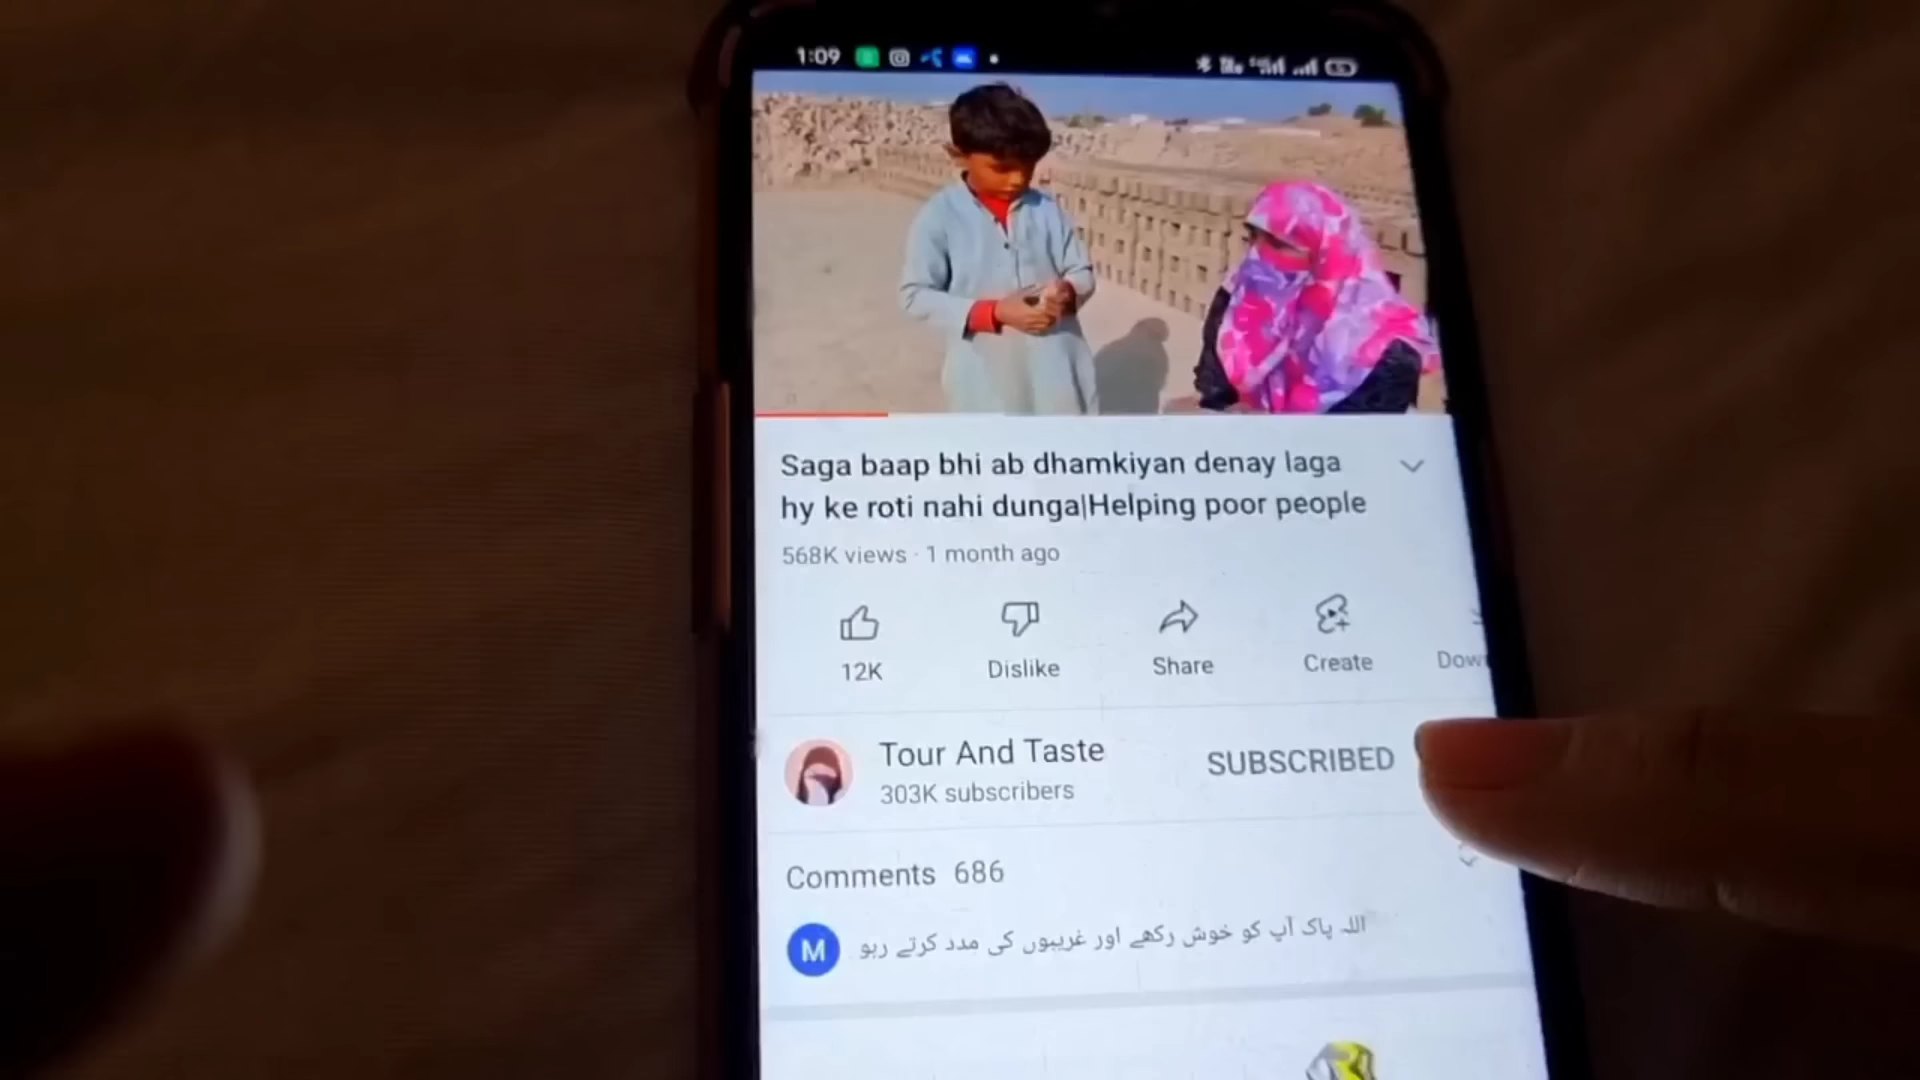 1:09
Saga baap bhi ab dhamkiyan denay laga
hy ke roti nahi dunga|Helping poor people
568K views · 1 month ago
12K
Dislike
Share
Create
Tour And Taste
303K subscribers
SUBSCRIBED
Comments 686
M
اللہ پاک آپ کو خوش رکھے اور غریبوں کی مدد کرتے رہو